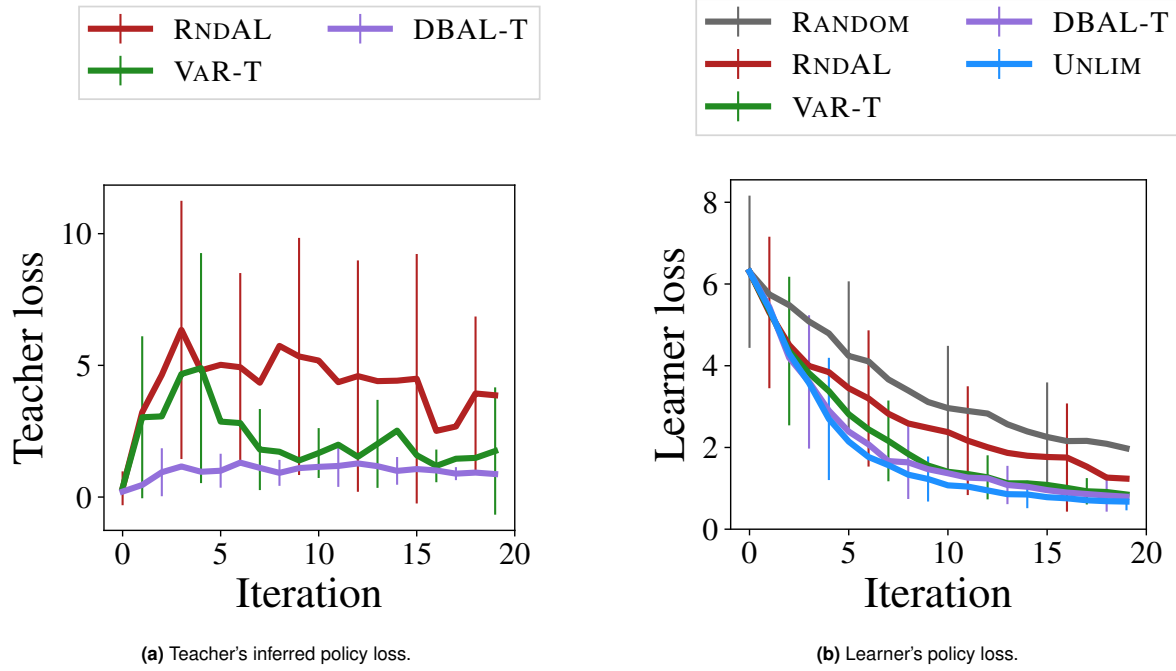 RNDAL
DBAL-T
VAR-T
Teacher loss
10
5
0
0
5
10
15
20
Iteration
(a) Teacher's inferred policy loss.
RANDOM
DBAL-T
RNDAL
UNLIM
VAR-T
Learner loss
8
6
4
2
0
0
5
10
15
20
Iteration
(b) Learner's policy loss.